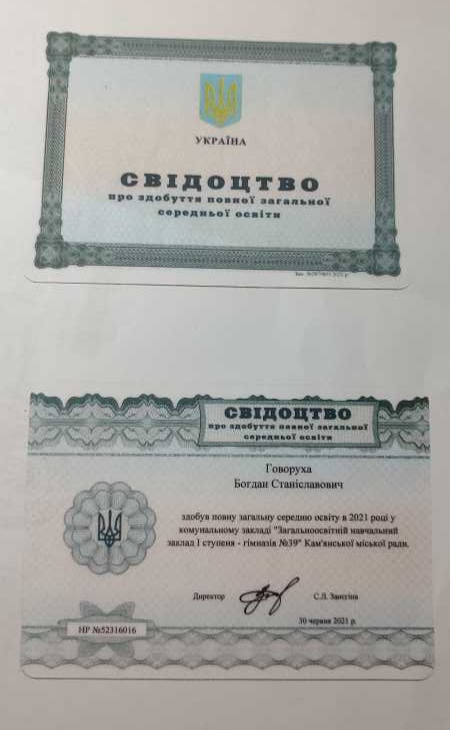 УКРАЇНА
СВІДОЦТВО
про здобуття повної загальної
середньої освіти
СВІДОЦТВО
про здобуття повної загальної
середньої освіти
Говоруха
Богдан Станіславович
здобув повну загальну середню освіту в 2021 році у
комунальному закладі "Загальноосвітній навчальний
заклад І ступеня - гімназія №39" Кам'янської міської ради.
Директор
С.Л.
НР №52316016
30 червня 2021 р.